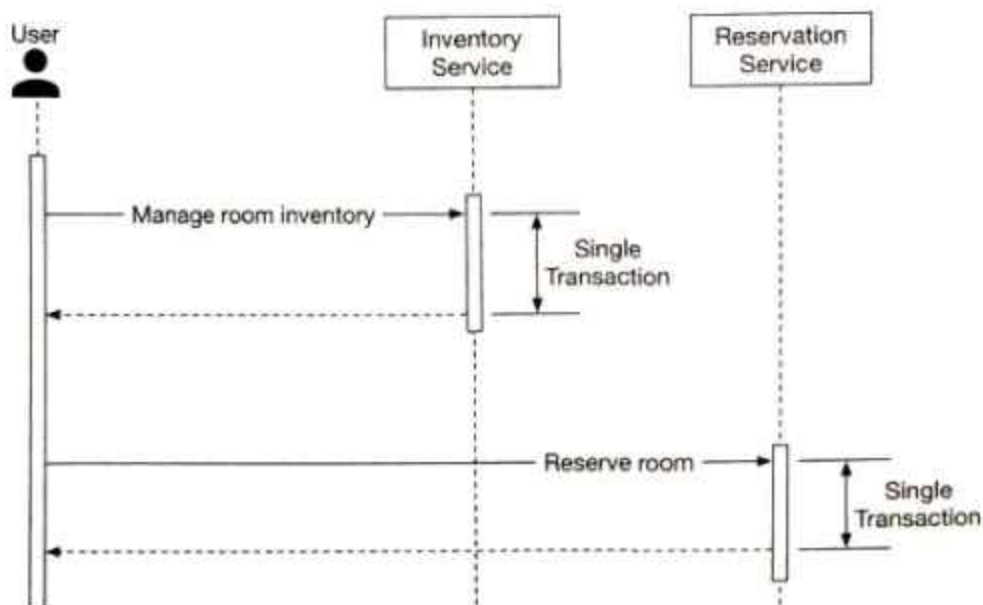 User
Inventory
Service
Reservation
Service
Manage room inventory
Single
Transaction
Reserve room
Single
Transaction